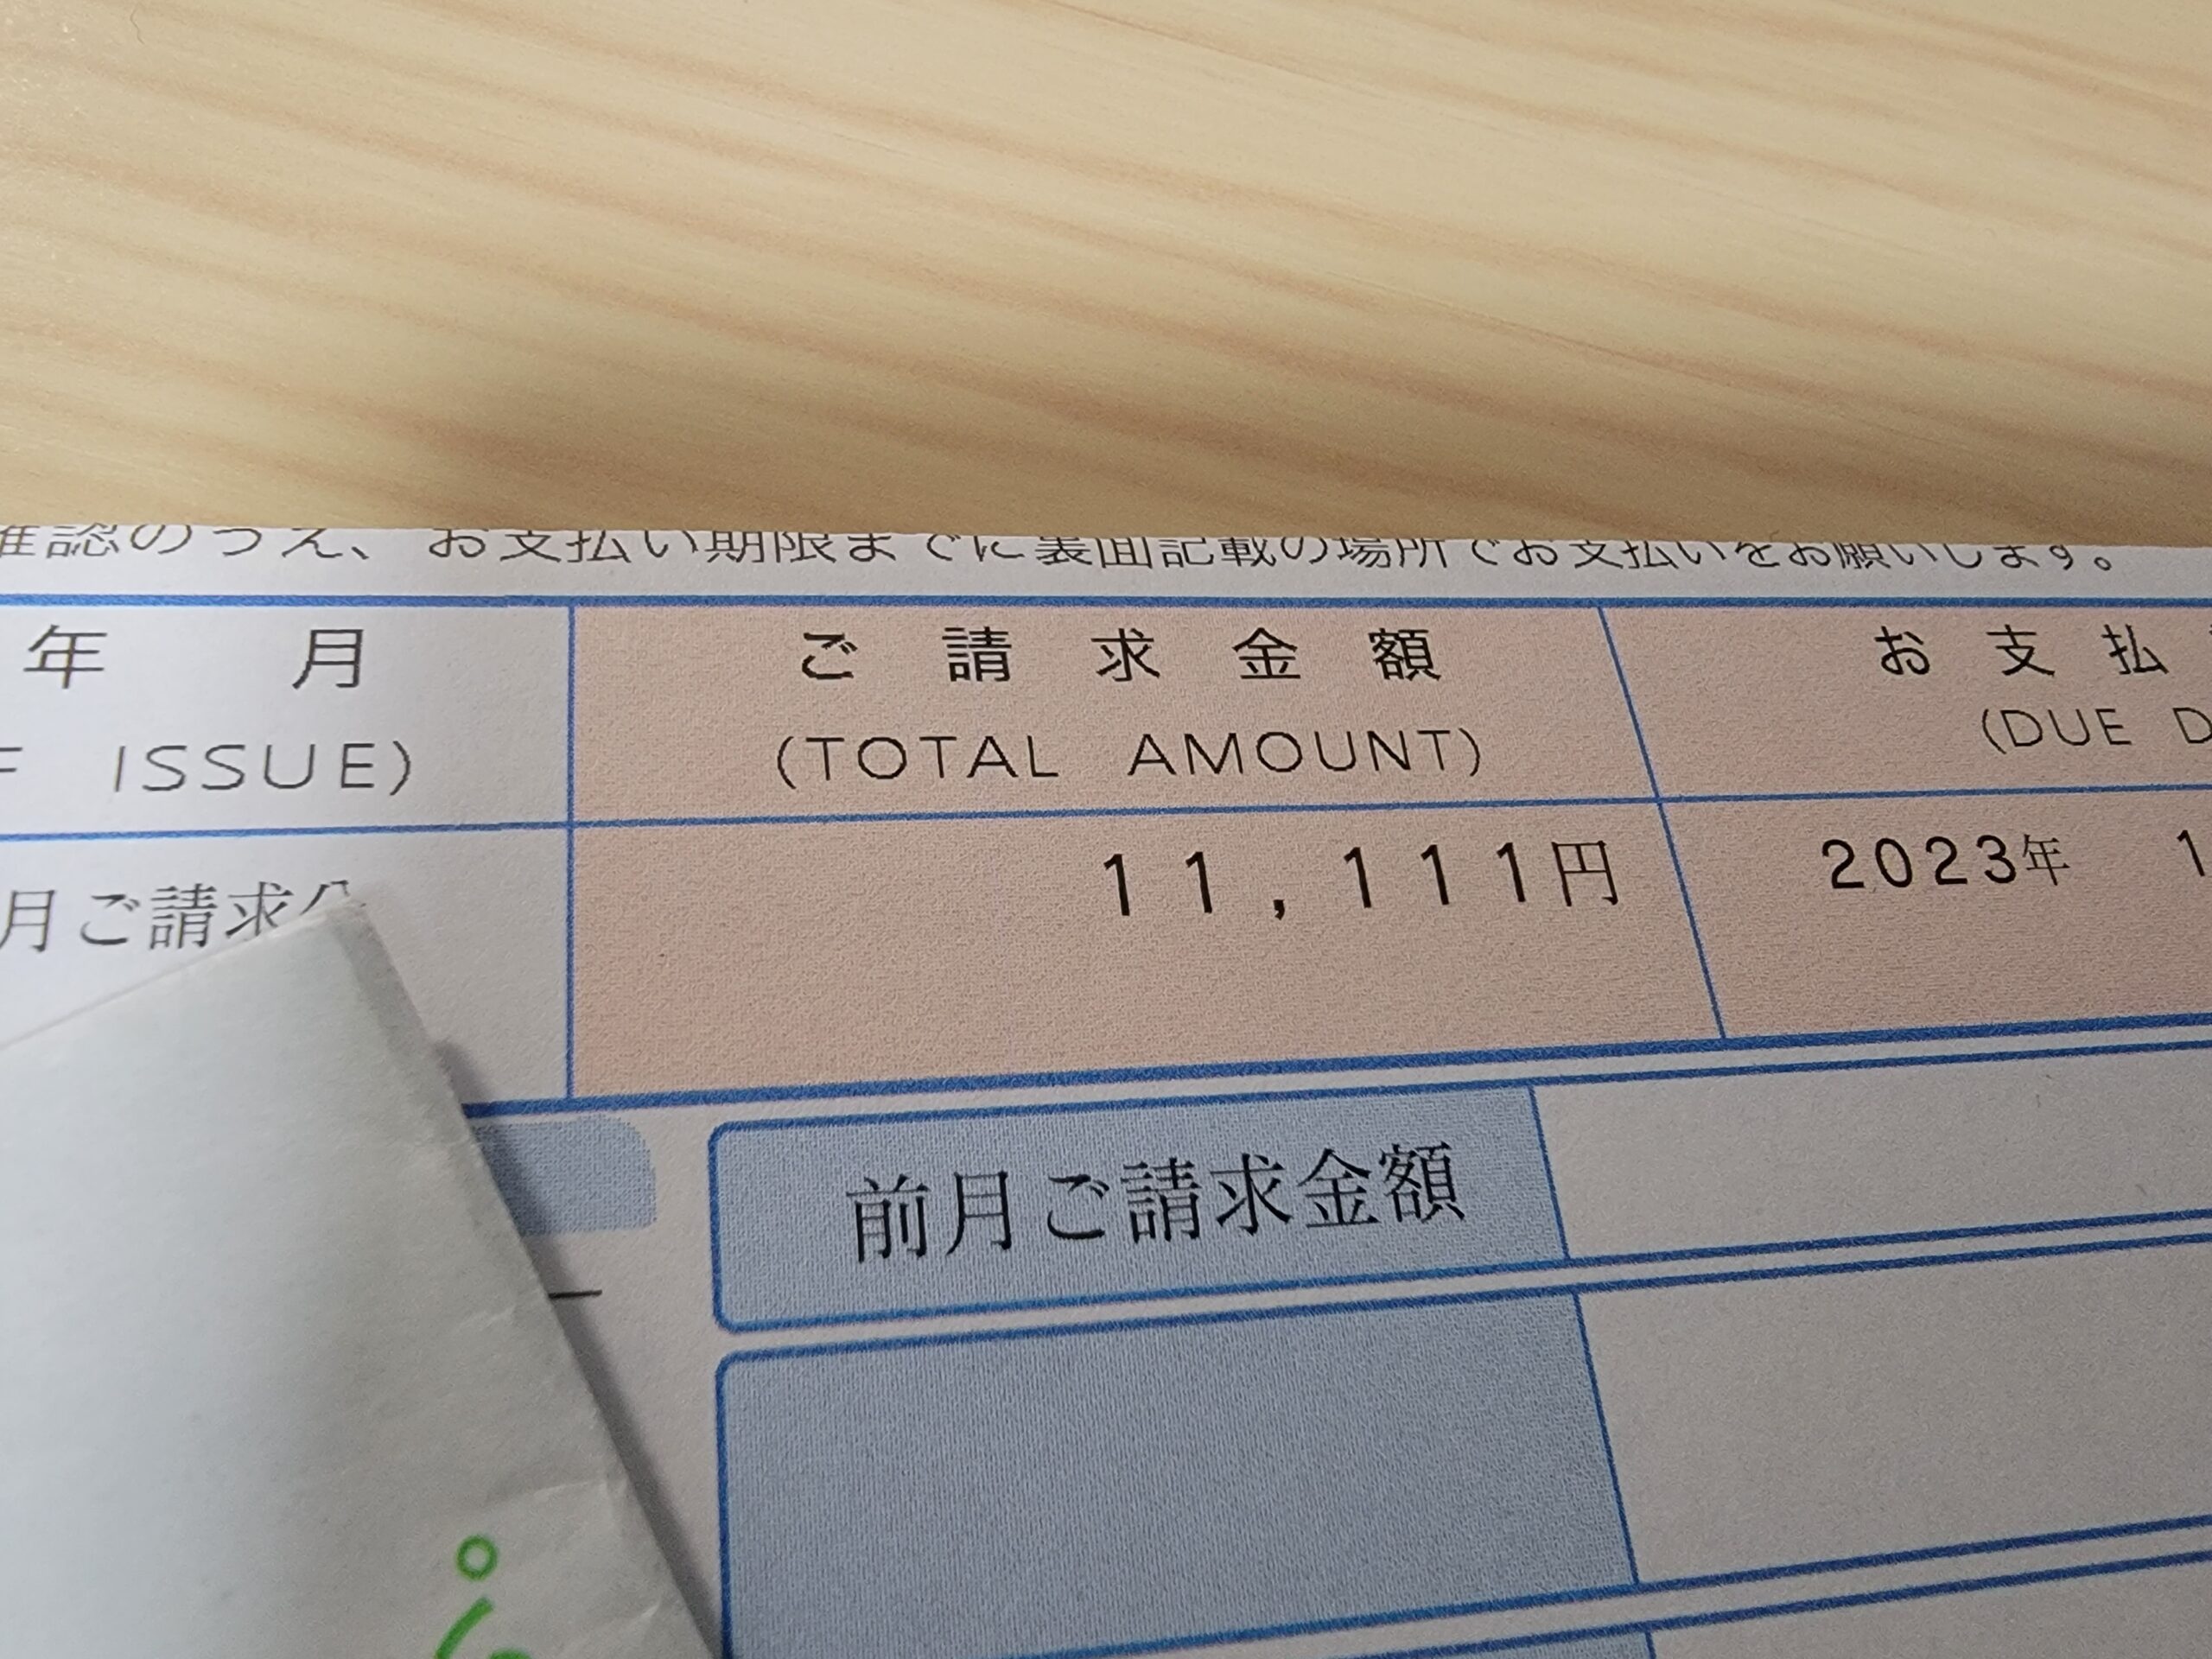 確認のうえ、お支払い期限までに裏面記載の場所でお支払いをお願いします。
年 月
ISSUE)
ご請求金額
(TOTAL AMOUNT)
お支払
(DUE D
月ご請求分
11,111円
2023年 1
前月ご請求金額